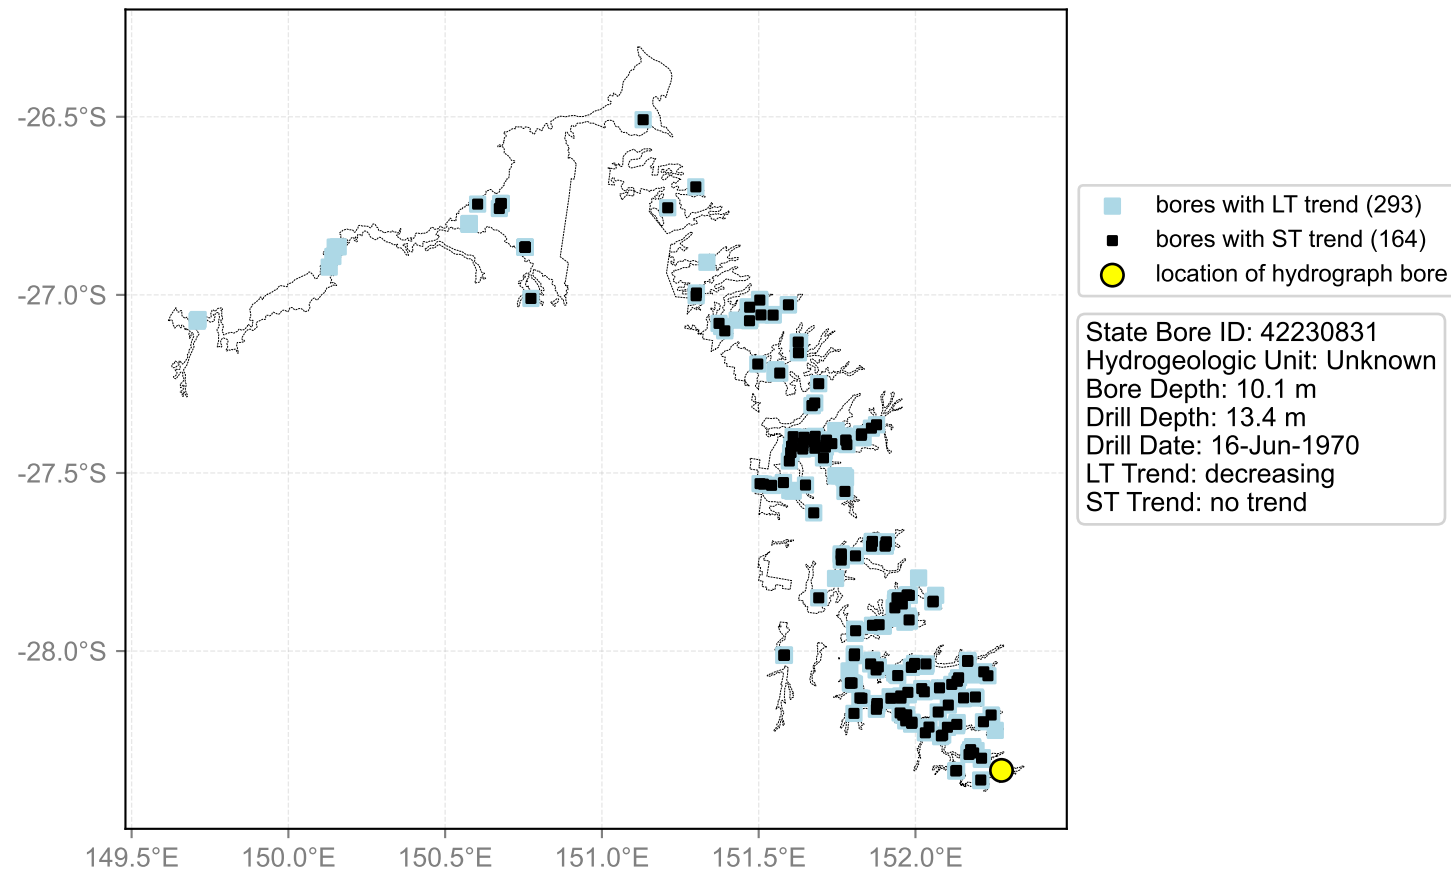 -26.5°S
-27.0°S
-27.5°S
-28.0°S
149.5°E
150.0°E
150.5°E
151.0°E
151.5°E
152.0°E
bores with LT trend (293)
bores with ST trend (164)
location of hydrograph bore
State Bore ID: 42230831
Hydrogeologic Unit: Unknown
Bore Depth: 10.1 m
Drill Depth: 13.4 m
Drill Date: 16-Jun-1970
LT Trend: decreasing
ST Trend: no trend